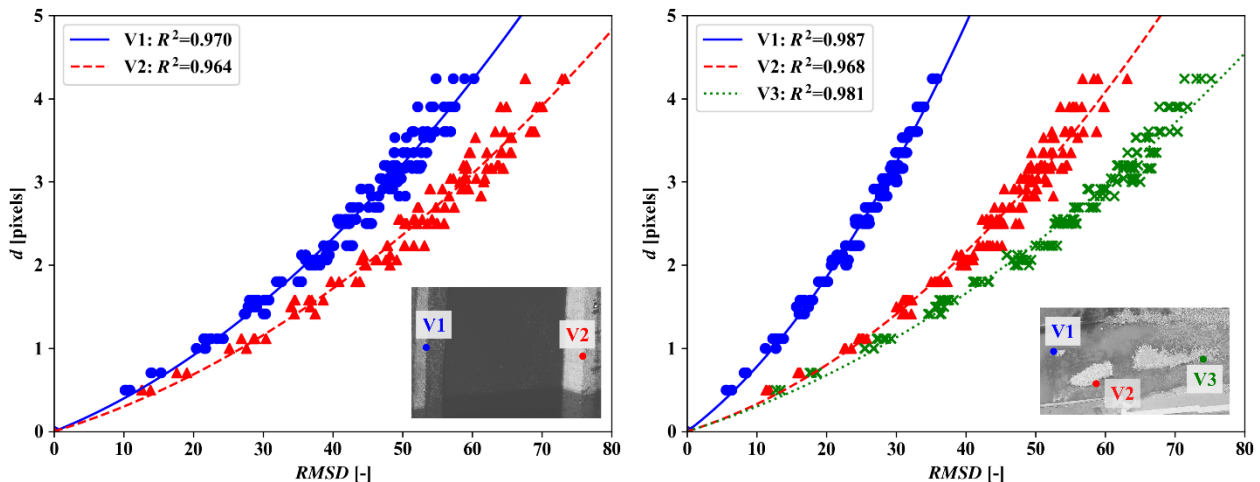 5
4
3
2
1
0
d [pixels]
V1: R²=0.970
V2: R²=0.964
V1
V2
0 10 20 30 40 50 60 70 80
RMSD [-]
5
4
3
2
1
0
d [pixels]
V1: R²=0.987
V2: R²=0.968
V3: R²=0.981
V1
V2
V3
0 10 20 30 40 50 60 70 80
RMSD [-]